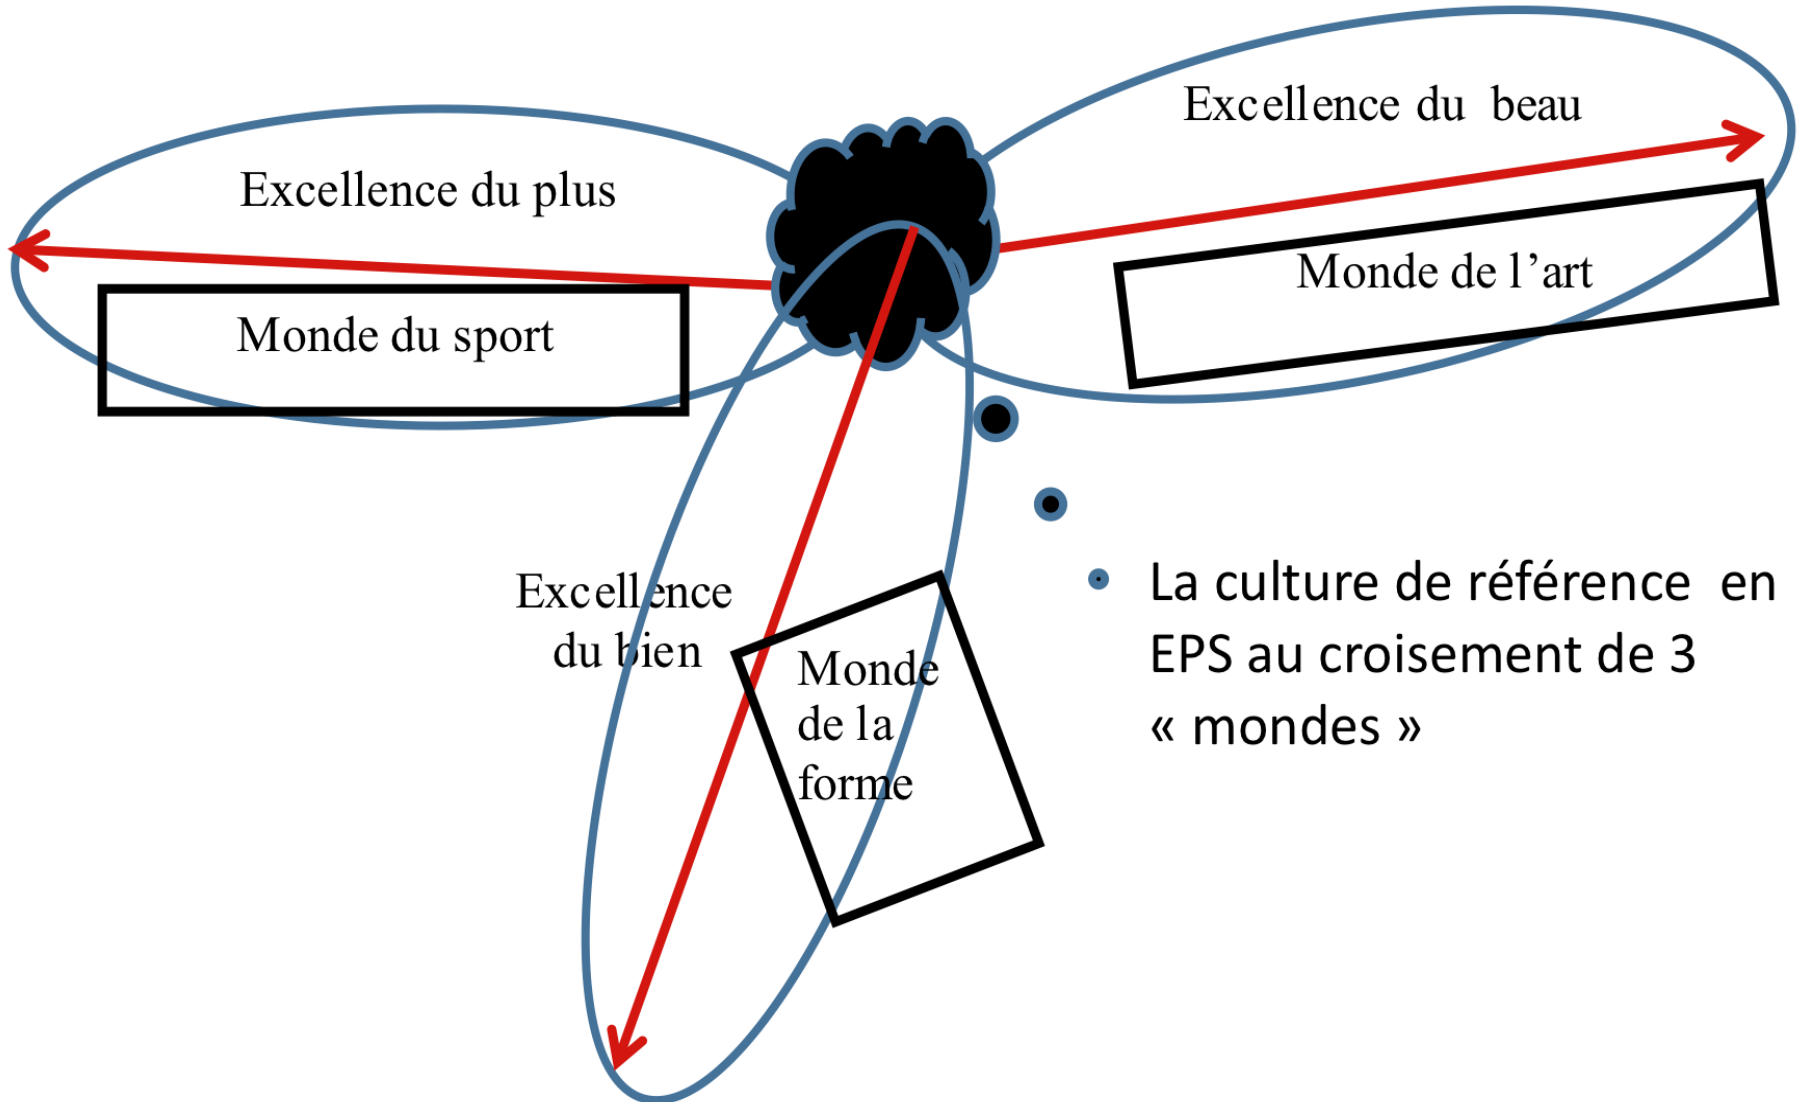 Excellence du beau
Excellence du plus
Monde de l’art
Monde du sport
Excellence
du bien
Monde
de la
forme
La culture de référence en
EPS au croisement de 3
« mondes »